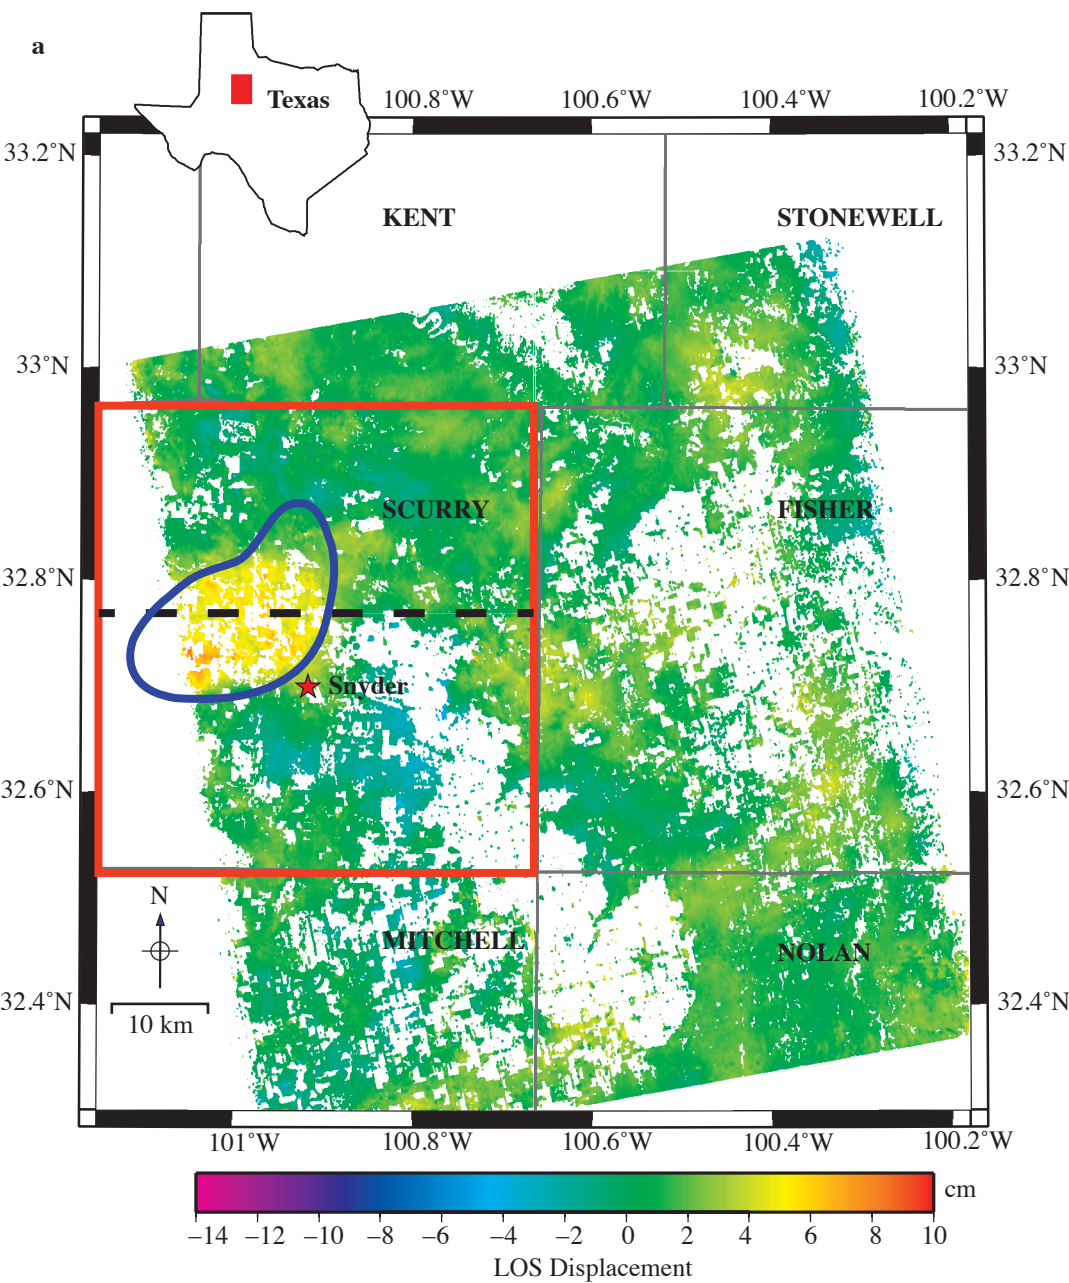 a
Texas
100.8°W 100.6°W 100.4°W 100.2°W
33.2°N 33.2°N
KENT STONEWELL
33°N 33°N
SCURRY FISHER
32.8°N 32.8°N
Snyder
32.6°N 32.6°N
N
MITCHELL NOLAN
32.4°N 32.4°N
10 km
101°W 100.8°W 100.6°W 100.4°W 100.2°W
cm
–14 –12 –10 –8 –6 –4 –2 0 2 4 6 8 10
LOS Displacement